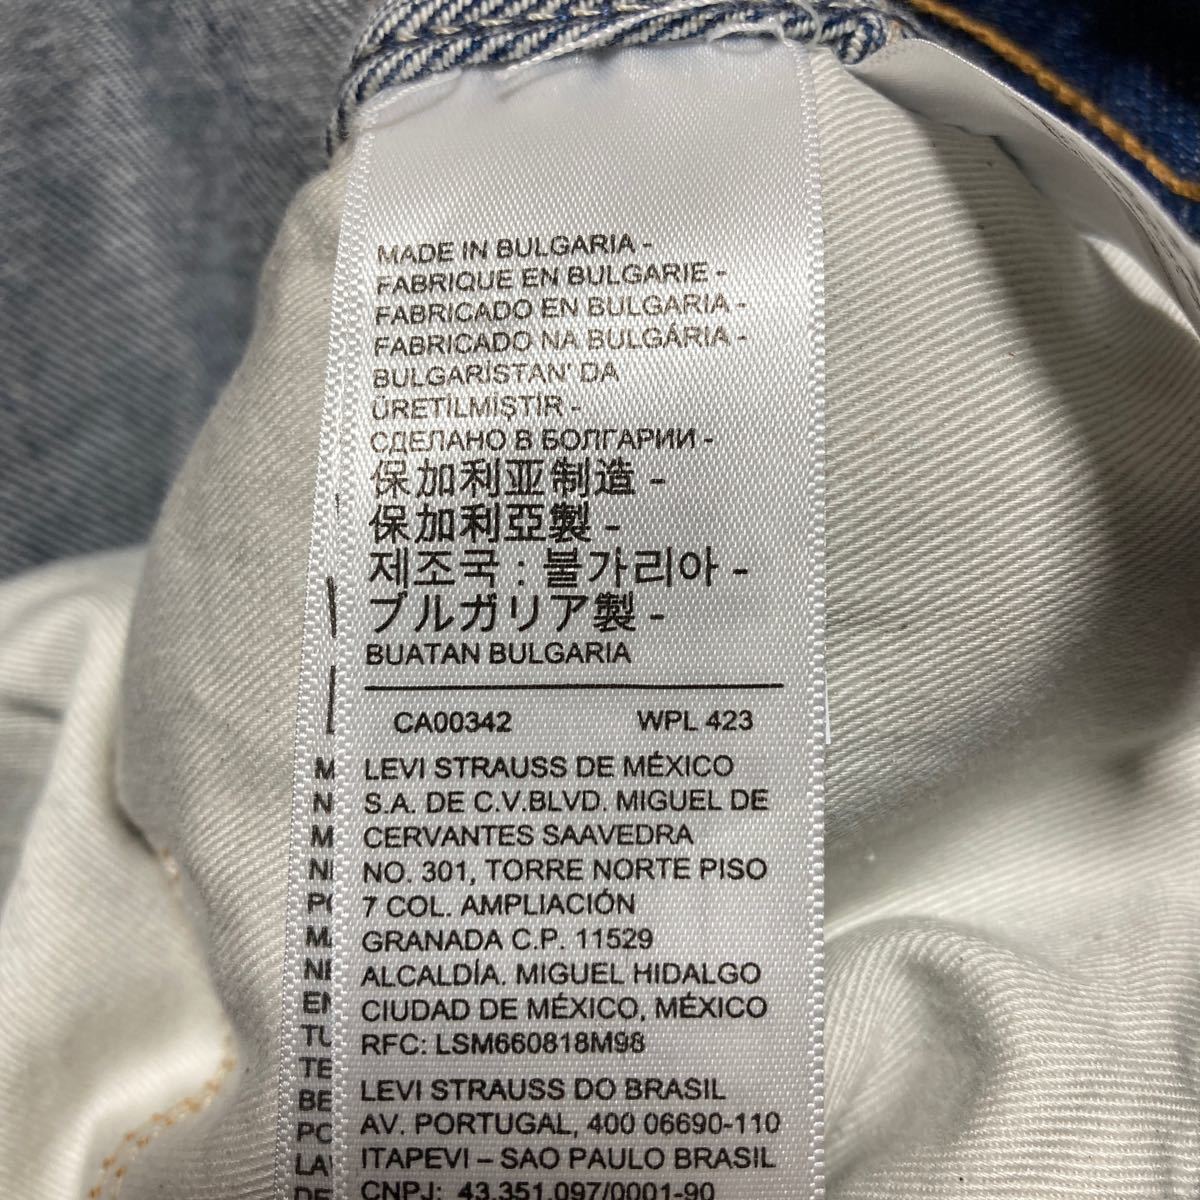 MADE IN BULGARIA -
FABRIQUE EN BULGARIE -
FABRICADO EN BULGARIA -
FABRICADO NA BULGÁRIA -
BULGARİSTAN' DA
ÜRETİLMİŞTİR -
СДЕЛАНО В БОЛГАРИИ -
保加利亚制造 -
保加利亞製 -
제조국 : 불가리아 -
ブルガリア製 -
BUATAN BULGARIA
CA00342 WPL 423
LEVI STRAUSS DE MÉXICO
S.A. DE C.V.BLVD. MIGUEL DE
CERVANTES SAAVEDRA
NO. 301, TORRE NORTE PISO
7 COL. AMPLIACIÓN
GRANADA C.P. 11529
ALCALDÍA. MIGUEL HIDALGO
CIUDAD DE MÉXICO, MÉXICO
RFC: LSM660818M98
LEVI STRAUSS DO BRASIL
AV. PORTUGAL, 400 06690-110
ITAPEVI – SAO PAULO BRASIL
CNPJ: 43.351.097/0001-90